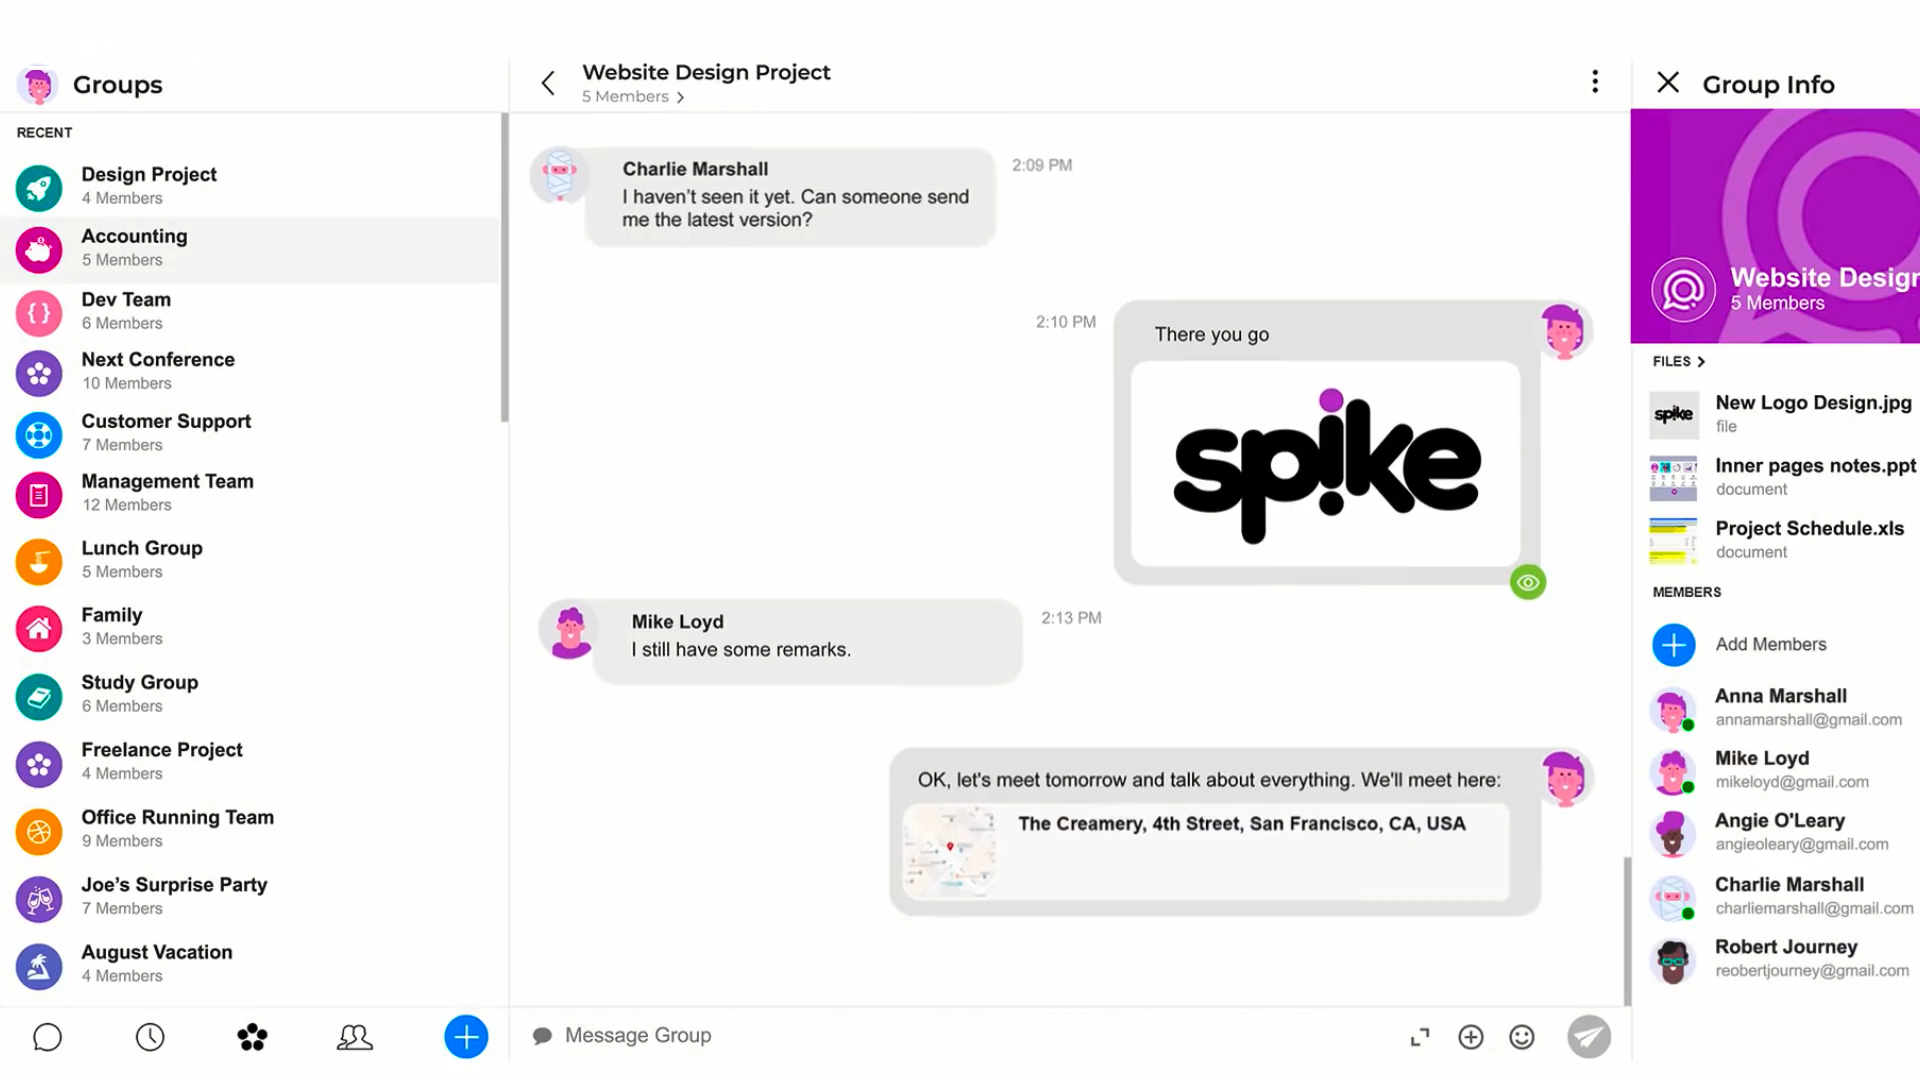 Groups
RECENT
Design Project
4 Members
Accounting
5 Members
Dev Team
6 Members
Next Conference
10 Members
Customer Support
7 Members
Management Team
12 Members
Lunch Group
5 Members
Family
3 Members
Study Group
6 Members
Freelance Project
4 Members
Office Running Team
9 Members
Joe’s Surprise Party
7 Members
August Vacation
4 Members
Website Design Project
5 Members
Charlie Marshall
I haven’t seen it yet. Can someone send
me the latest version?
2:09 PM
2:10 PM
There you go
spike
Mike Loyd
I still have some remarks.
2:13 PM
OK, let's meet tomorrow and talk about everything. We'll meet here:
The Creamery, 4th Street, San Francisco, CA, USA
Message Group
Group Info
Website Design
5 Members
FILES
spike
New Logo Design.jpg
file
Inner pages notes.ppt
document
Project Schedule.xls
document
MEMBERS
Add Members
Anna Marshall
annamarshall@gmail.com
Mike Loyd
mikeloyd@gmail.com
Angie O'Leary
angieoleary@gmail.com
Charlie Marshall
charliemarshall@gmail.com
Robert Journey
reobertjourney@gmail.com